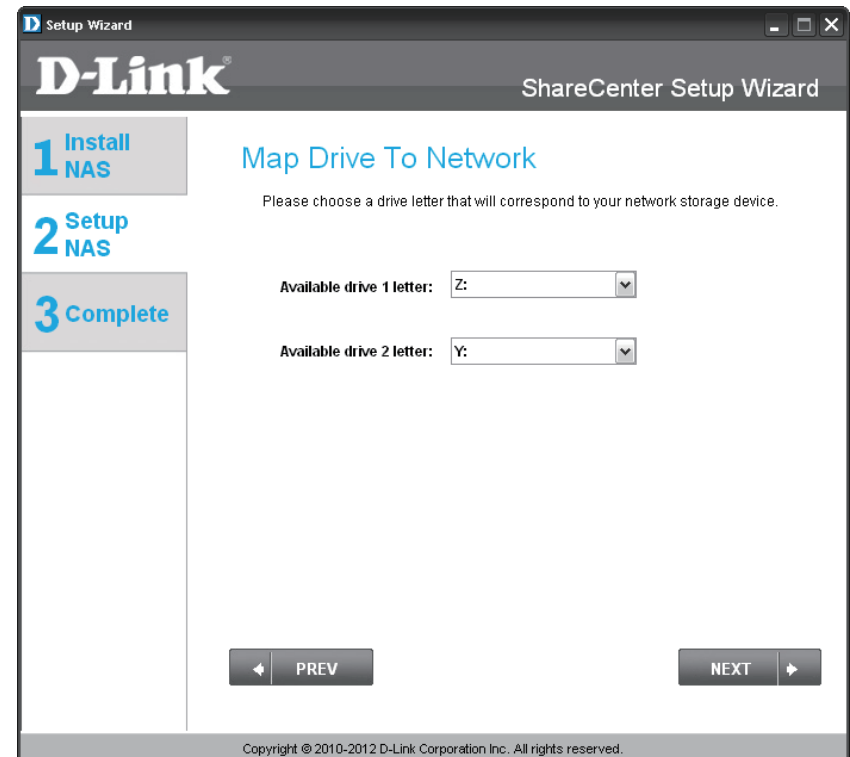 Setup Wizard
D-Link®
ShareCenter Setup Wizard
1 Install
NAS
2 Setup
NAS
3 Complete
Map Drive To Network
Please choose a drive letter that will correspond to your network storage device.
Available drive 1 letter: Z:
Available drive 2 letter: Y:
PREV
NEXT
Copyright © 2010-2012 D-Link Corporation Inc. All rights reserved.